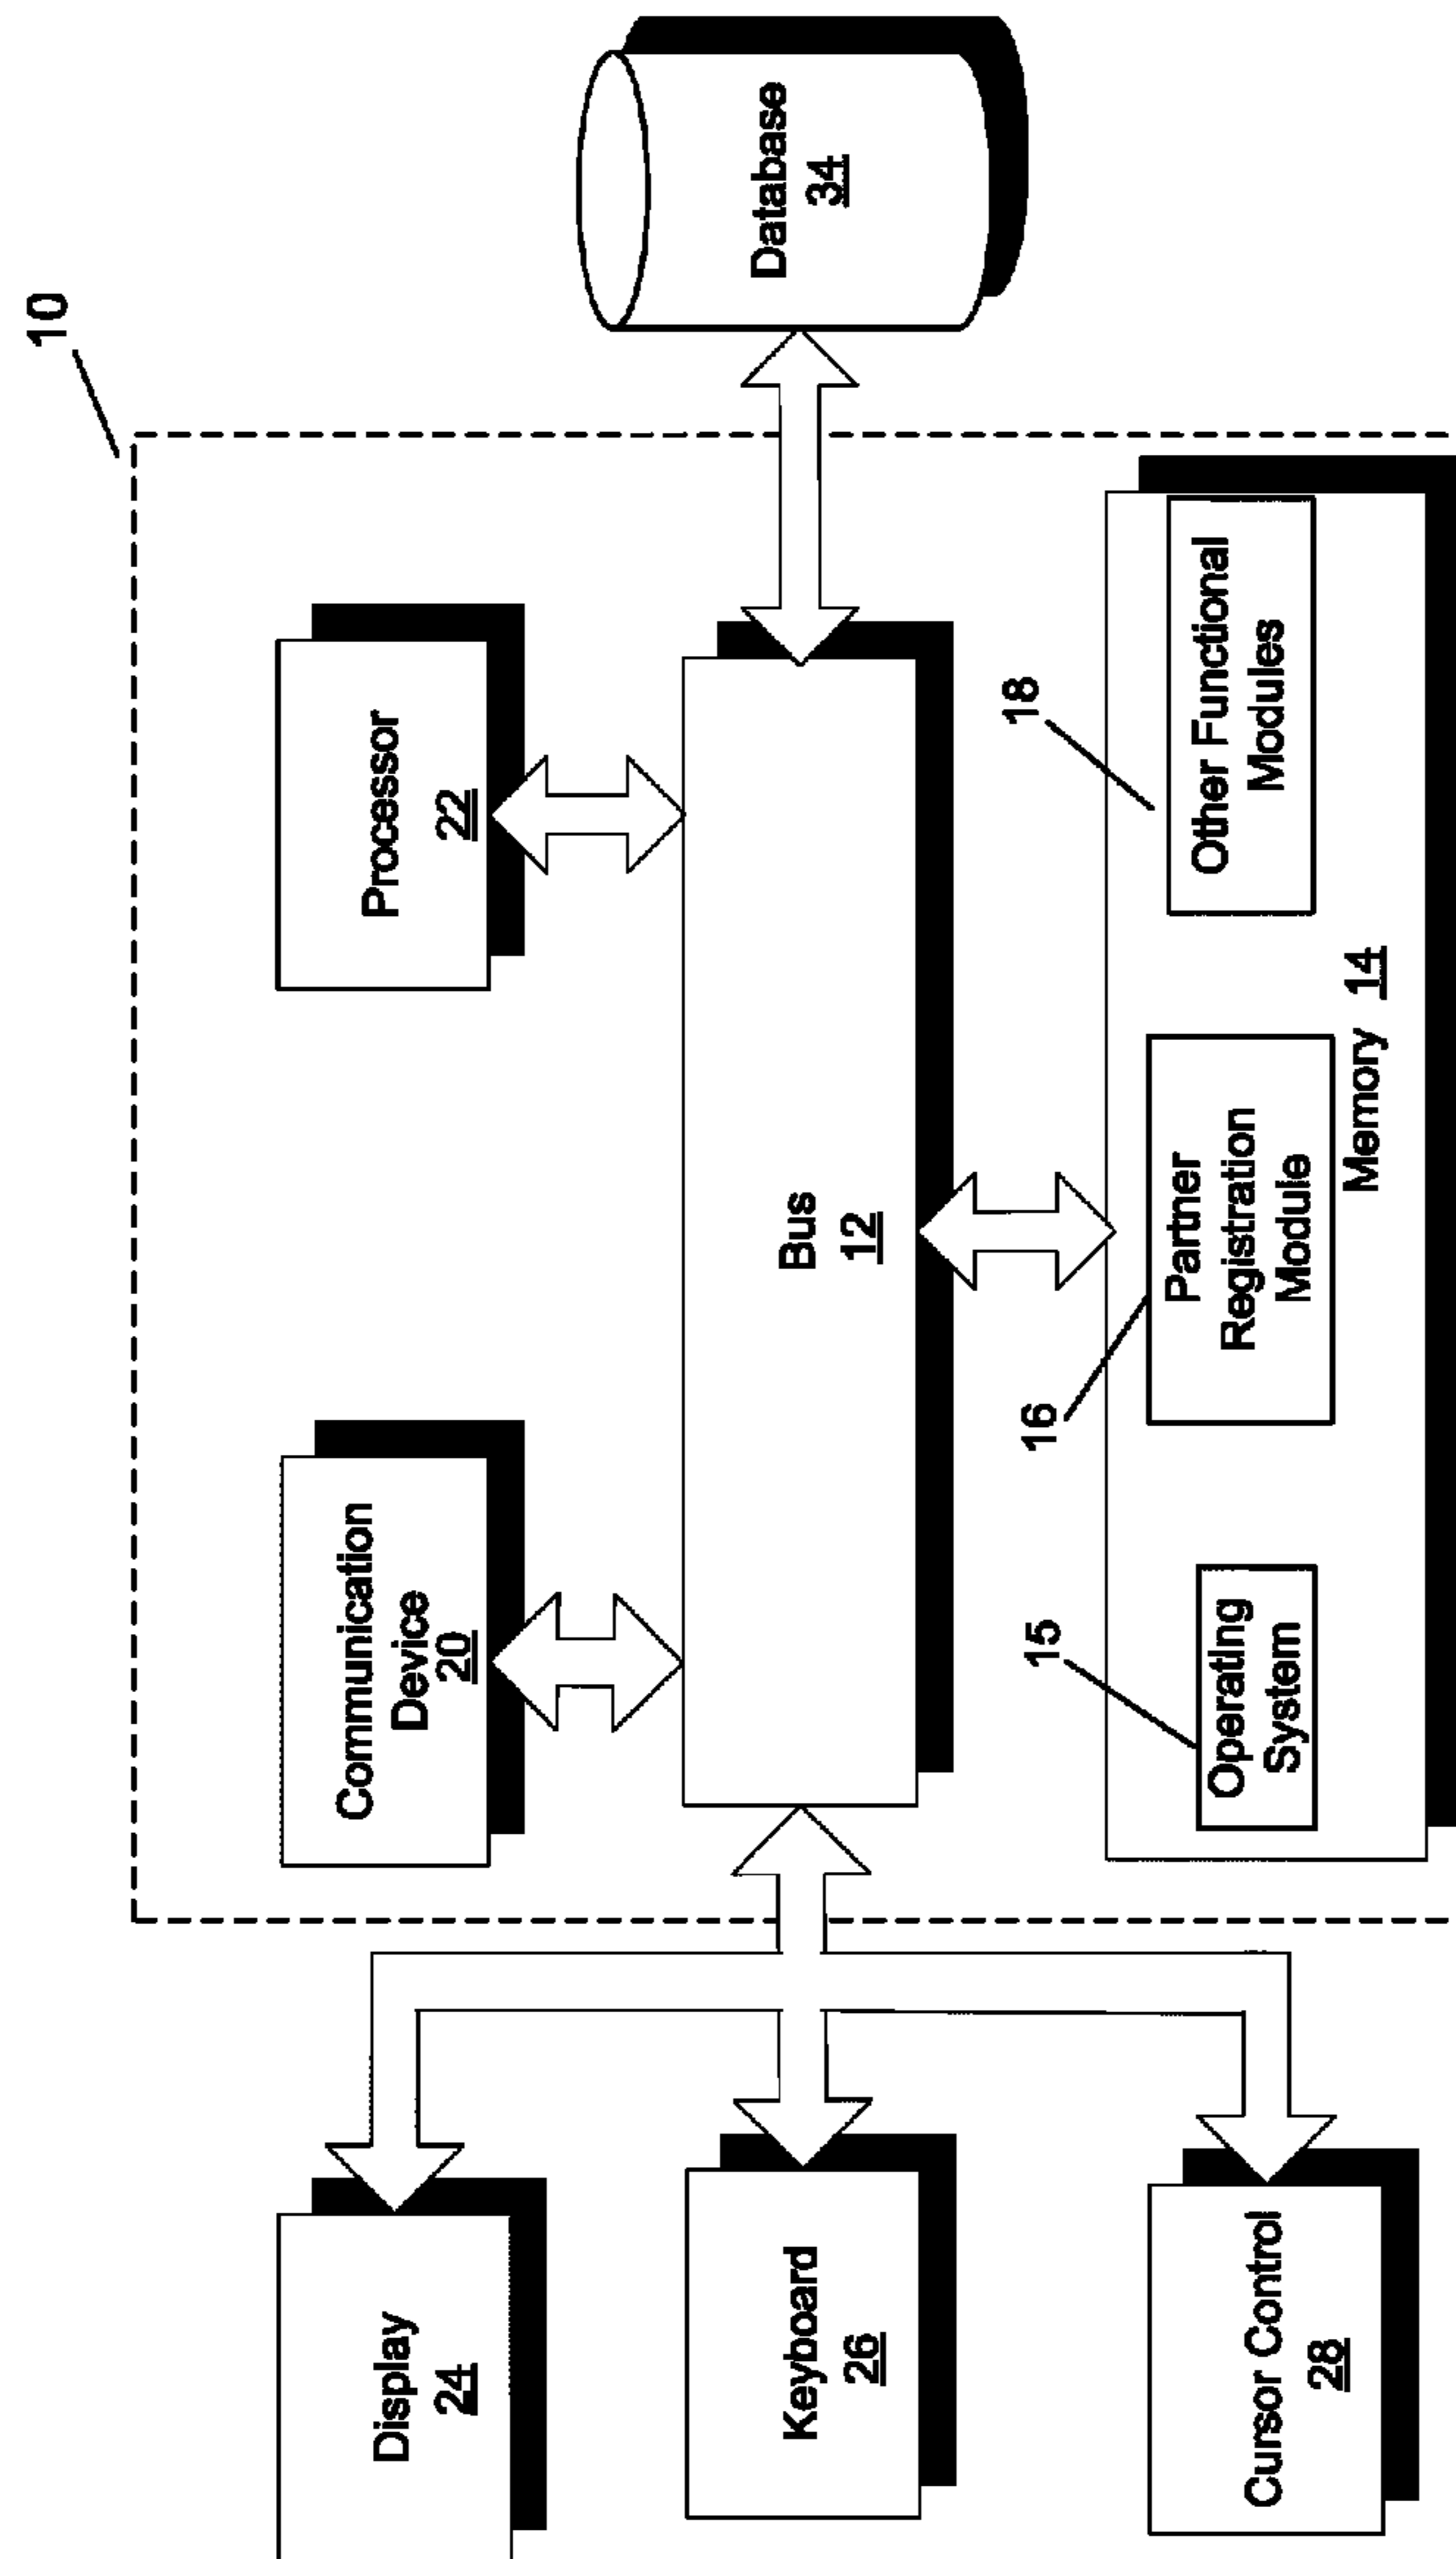 10
Communication
Device
20
Processor
22
Display
24
Keyboard
26
Bus
12
Database
34
15
16
18
Operating
System
Partner
Registration
Module
Other Functional
Modules
Memory 14
Cursor Control
28